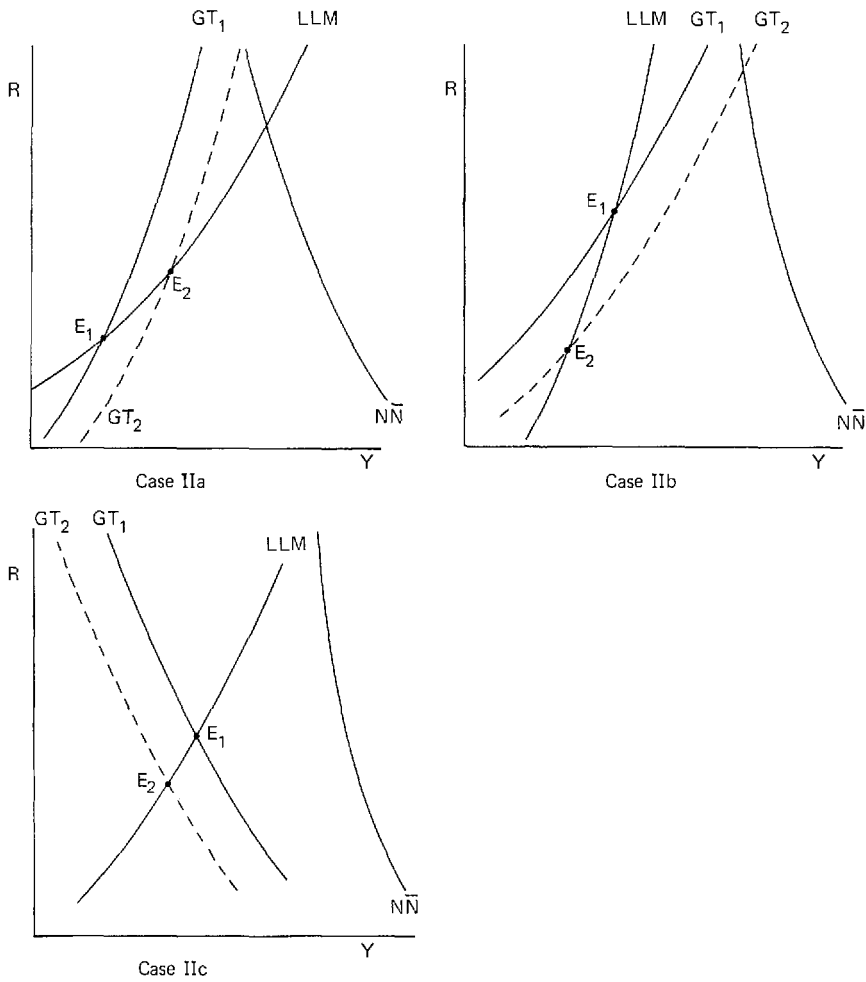 GT1 LLM
R
E1
E2
GT2
NN̅
Y
Case IIa
LLM GT1 GT2
R
E1
E2
NN̅
Y
Case IIb
GT2 GT1
LLM
R
E1
E2
NN̅
Y
Case IIc